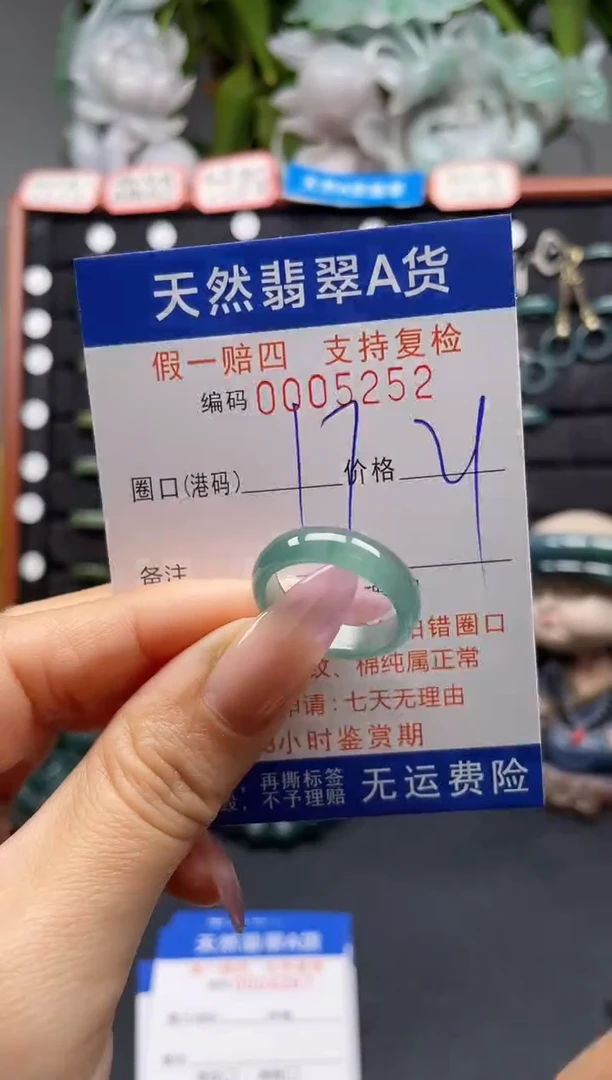 天然翡翠A货
假一赔四 支持复检
编码 0005252
圈口(港码) 17 价格 4
备注
拍错圈口
纹、棉纯属正常
申请:七天无理由
小时鉴赏期
再撕标签
不予理赔 无运费险